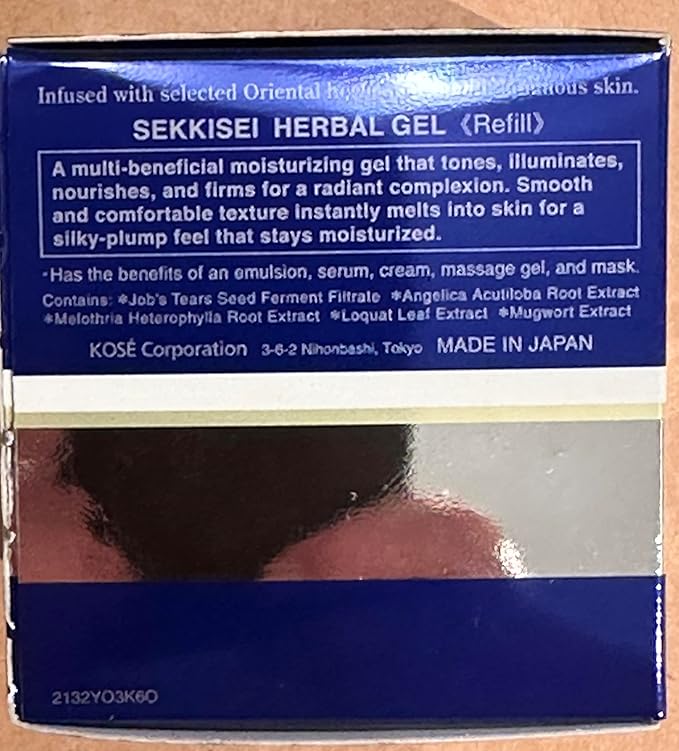 Infused with selected Oriental skin.
SEKKISEI HERBAL GEL 《Refill》
A multi-beneficial moisturizing gel that tones, illuminates,
nourishes, and firms for a radiant complexion. Smooth
and comfortable texture instantly melts into skin for a
silky-plump feel that stays moisturized.
•Has the benefits of an emulsion, serum, cream, massage gel, and mask.
Contains: *Job's Tears Seed Ferment Filtrate *Angelica Acutiloba Root Extract
*Melothria Heterophylla Root Extract *Loquat Leaf Extract *Mugwort Extract
KOSÉ Corporation 3-6-2 Nihonbashi, Tokyo MADE IN JAPAN
2132YO3K6O